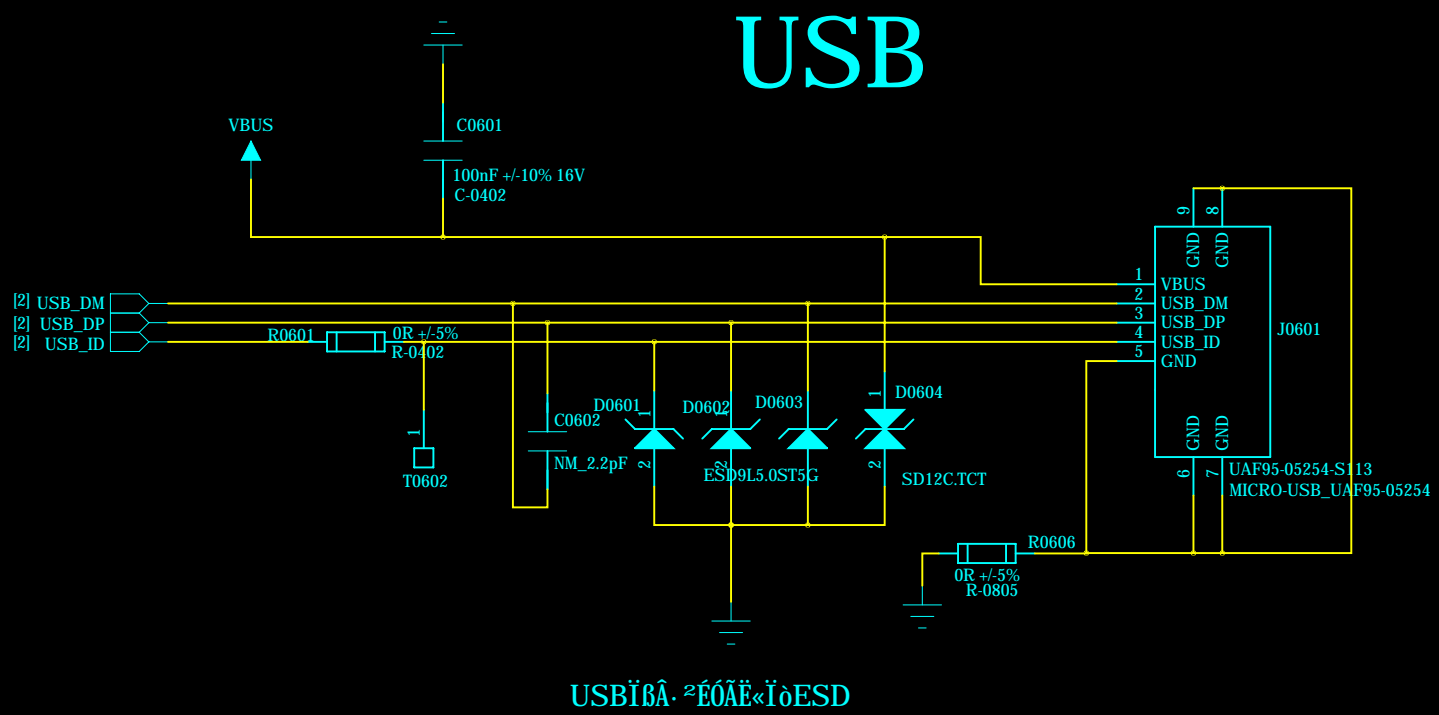 USB
C0601
VBUS
100nF +/-10% 16V
C-0402
9
8
GND
GND
1
VBUS
[2] USB_DM
2
USB_DM
[2] USB_DP
3
USB_DP
R0601
0R +/-5%
J0601
[2] USB_ID
4
USB_ID
R-0402
5
GND
1
D0604
D0601
1
D0602
1
D0603
C0602
1
GND
GND
NM_2.2pF
2
2
2
ESD9L5.0ST5G
SD12C.TCT
T0602
6
7
UAF95-05254-S113
MICRO-USB_UAF95-05254
R0606
0R +/-5%
R-0805
USBÏßÂ·²ÉÓÃË«ÏòESD